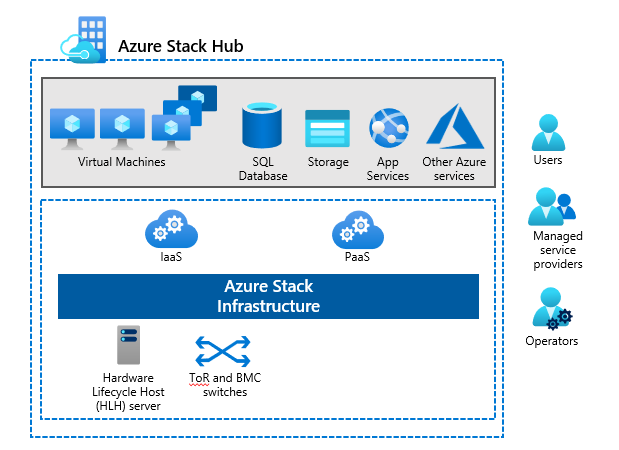 Azure Stack Hub
Virtual Machines
SQL
Database
Storage
App
Services
Other Azure
services
Users
Managed
service
providers
Operators
IaaS
PaaS
Azure Stack
Infrastructure
Hardware
Lifecycle Host
(HLH) server
ToR and BMC
switches